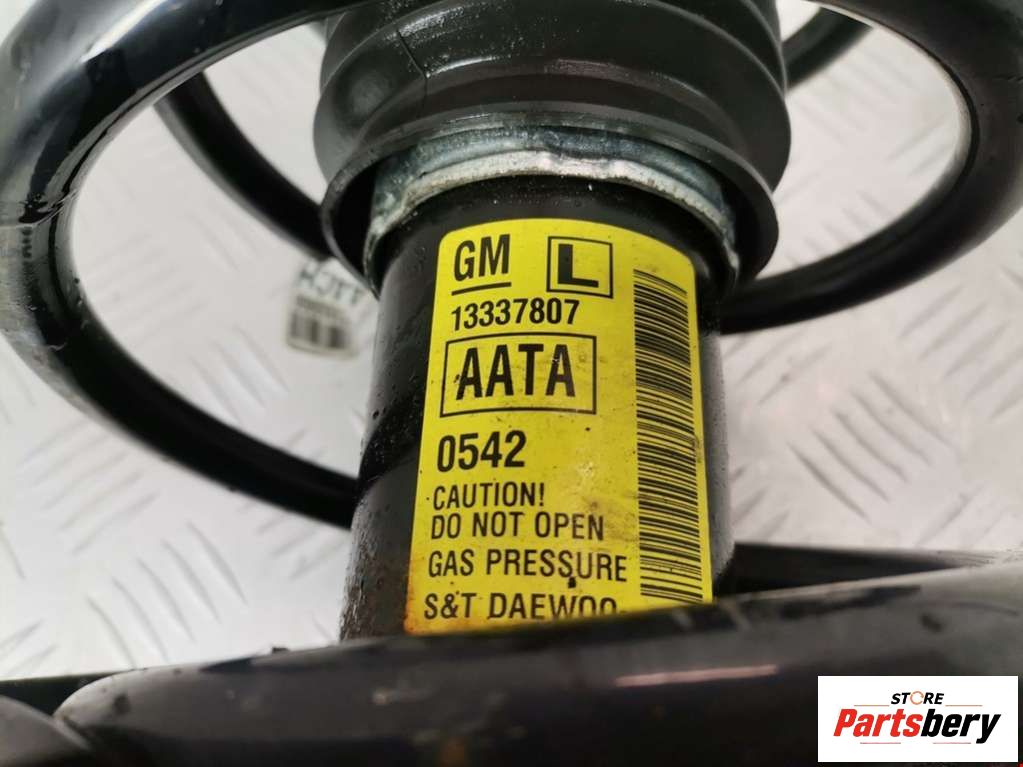 GM L
13337807
AATA
0542
CAUTION!
DO NOT OPEN
GAS PRESSURE
S&T DAEWOO
STORE
Partsbery